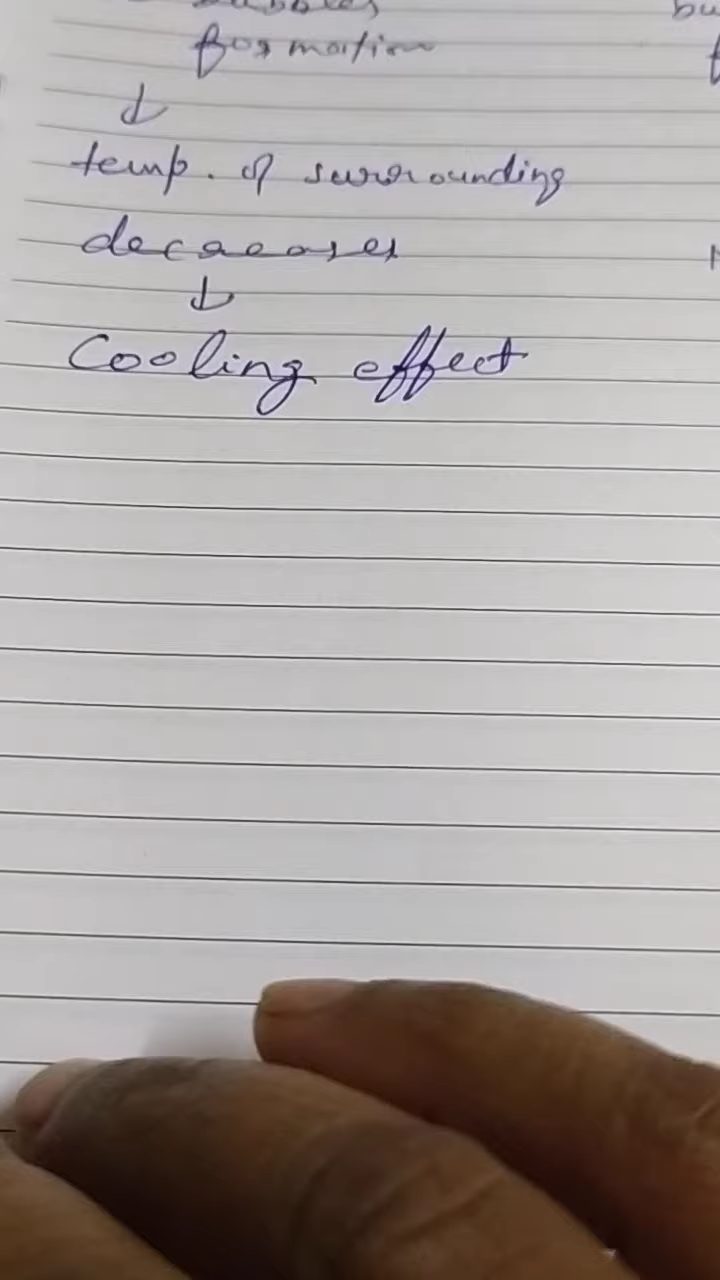 formation
↓
temp. of surrounding
decreases
↓
Cooling effect